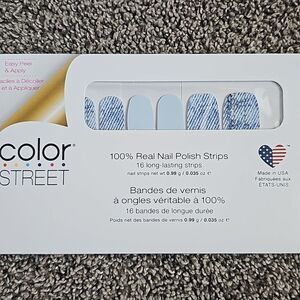 Easy Peel
& Apply
Faciles à Décoller
et à Appliquer
color
STREET
100% Real Nail Polish Strips
16 long-lasting strips
nail strips net wt 0.99 g / 0.035 oz ℮
Bandes de vernis
à ongles véritable à 100%
16 bandes de longue durée
Poids net des bandes de vernis 0.99 g / 0.035 oz ℮
Made in USA
Fabriquées aux
ÉTATS-UNIS